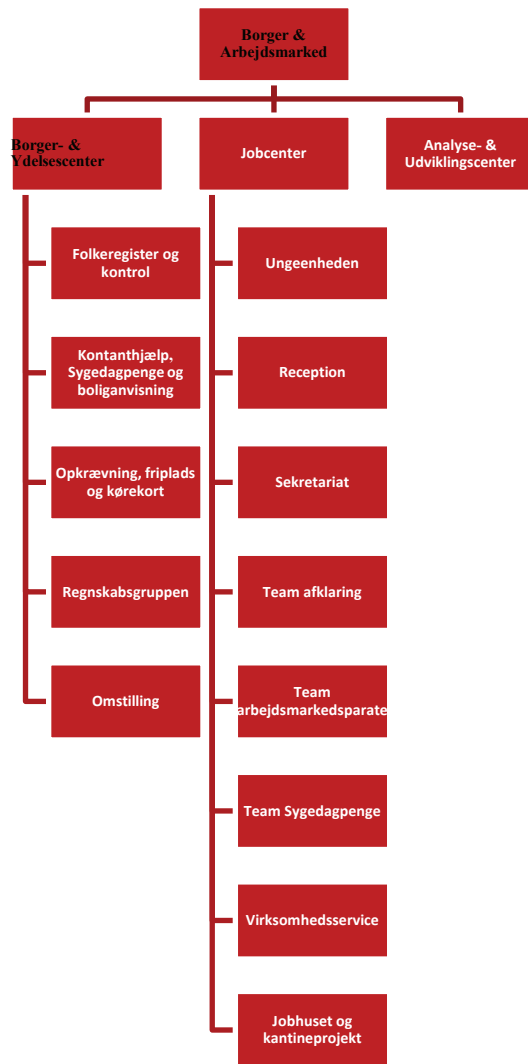 Borger &
Arbejdsmarked
Borger- &
Ydelsescenter
Jobcenter
Analyse- &
Udviklingscenter
Folkeregister og
kontrol
Kontanthjælp,
Sygedagpenge og
boliganvisning
Opkrævning, friplads
og kørekort
Regnskabsgruppen
Omstilling
Ungeenheden
Reception
Sekretariat
Team afklaring
Team
arbejdsmarkedsparate
Team Sygedagpenge
Virksomhedsservice
Jobhuset og
kantineprojekt